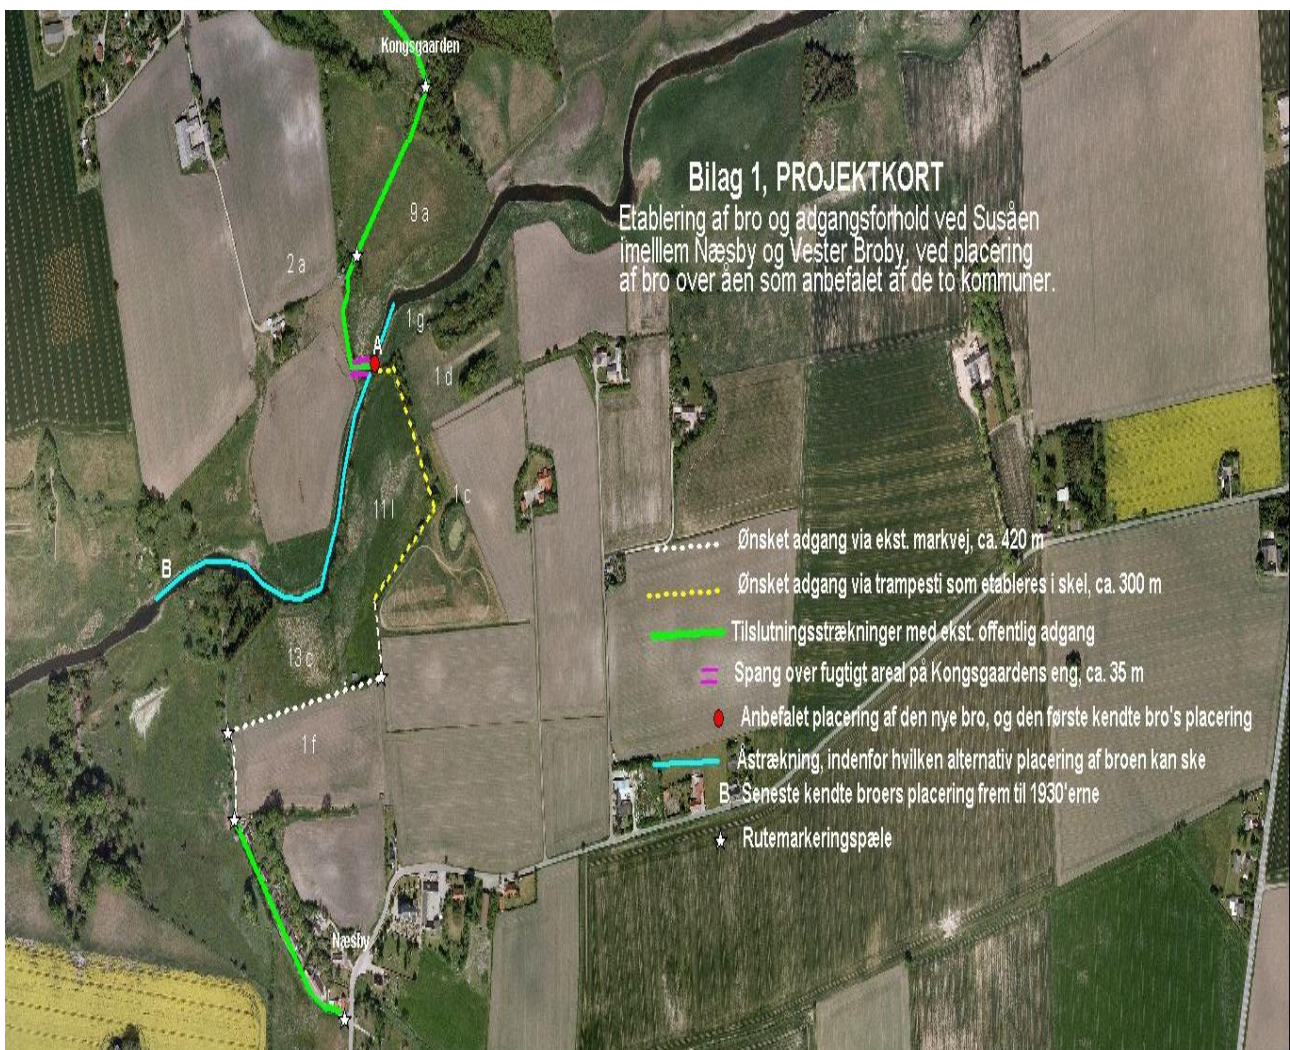 Kongsgaarden
Bilag 1, PROJEKTKORT
Etablering af bro og adgangsforhold ved Susåen
imellem Næsby og Vester Broby, ved placering
af bro over åen som anbefalet af de to kommuner.
9 a
2 a
1 g
A
1 d
1 c
11 l
B
13 c
1 f
Næsby
Ønsket adgang via ekst. markvej, ca. 420 m
Ønsket adgang via trampesti som etableres i skel, ca. 300 m
Tilslutningsstrækninger med ekst. offentlig adgang
Spang over fugtigt areal på Kongsgaardens eng, ca. 35 m
Anbefalet placering af den nye bro, og den første kendte bro's placering
Åstrækning, indenfor hvilken alternativ placering af broen kan ske
B Seneste kendte broers placering frem til 1930'erne
Rutemarkeringspæle